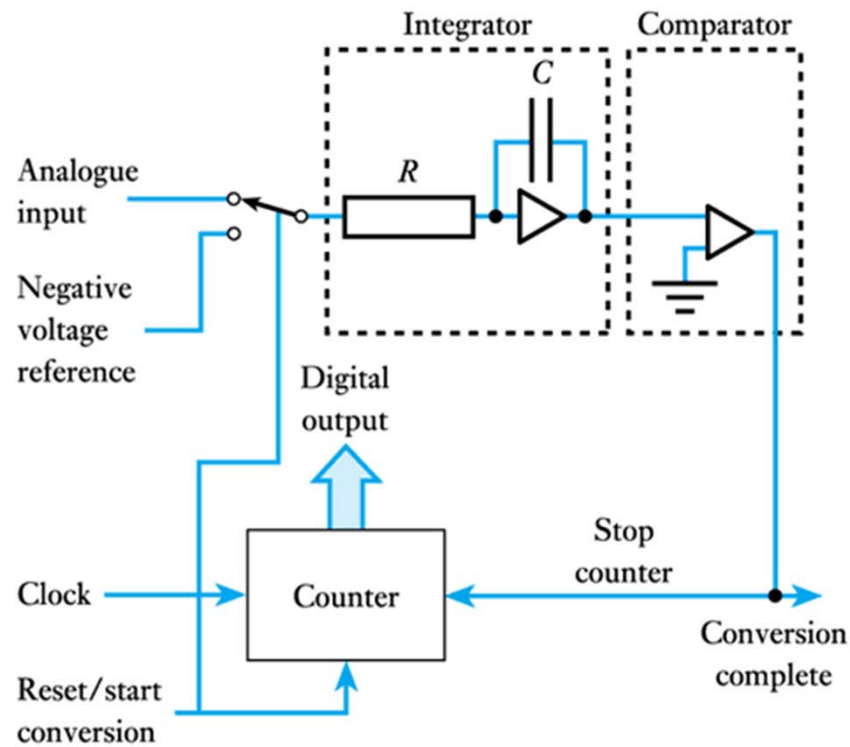 Integrator
Comparator
C
R
Analogue
input
Negative
voltage
reference
Digital
output
Stop
counter
Clock
Counter
Conversion
complete
Reset/start
conversion